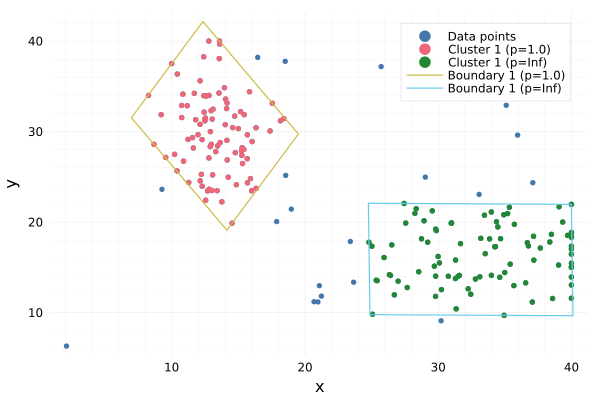 Data points
Cluster 1 (p=1.0)
Cluster 1 (p=Inf)
Boundary 1 (p=1.0)
Boundary 1 (p=Inf)
40
30
20
10
y
10
20
30
40
x